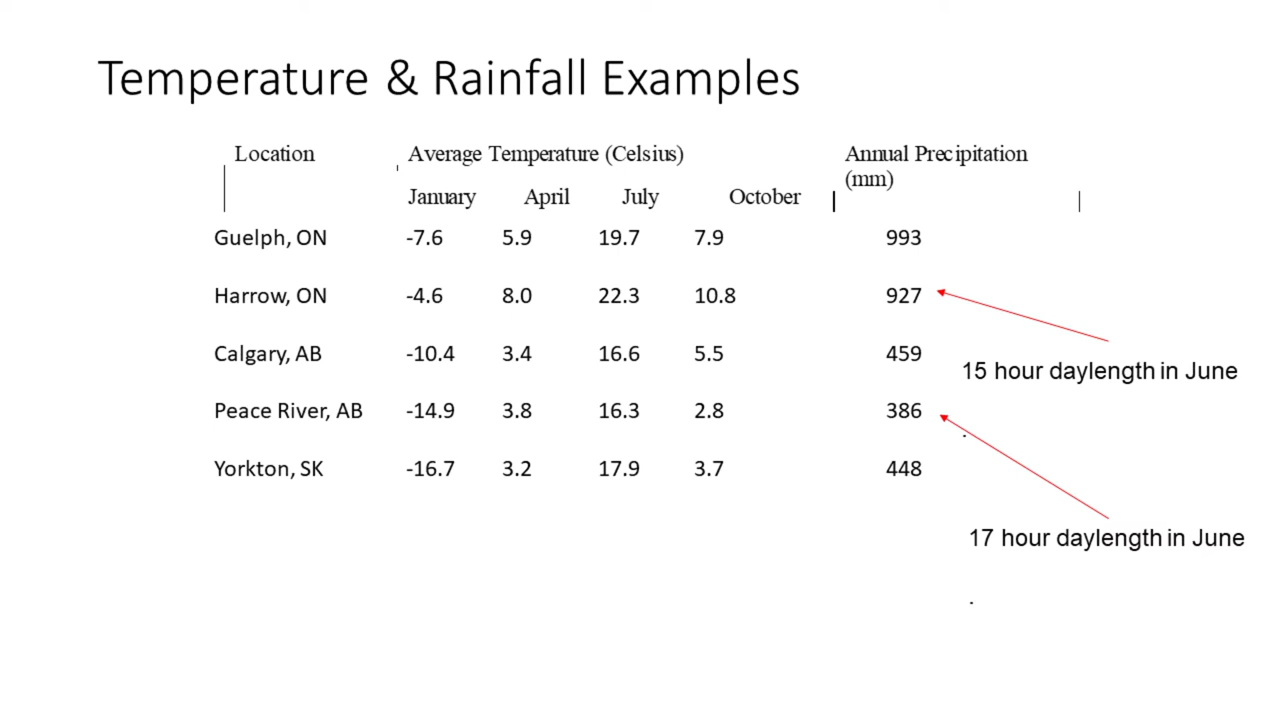 Temperature & Rainfall Examples
Location Average Temperature (Celsius) Annual Precipitation
(mm)
January April July October
Guelph, ON -7.6 5.9 19.7 7.9 993
Harrow, ON -4.6 8.0 22.3 10.8 927
Calgary, AB -10.4 3.4 16.6 5.5 459
15 hour daylength in June
Peace River, AB -14.9 3.8 16.3 2.8 386
Yorkton, SK -16.7 3.2 17.9 3.7 448
17 hour daylength in June